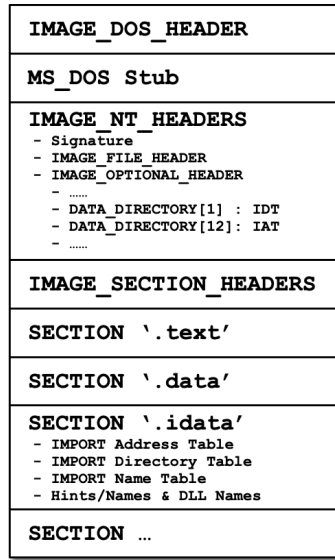 IMAGE_DOS_HEADER
MS_DOS Stub
IMAGE_NT_HEADERS
- Signature
- IMAGE_FILE_HEADER
- IMAGE_OPTIONAL_HEADER
- ……
- DATA_DIRECTORY[1] : IDT
- DATA_DIRECTORY[12]: IAT
- ……
IMAGE_SECTION_HEADERS
SECTION ‘.text’
SECTION ‘.data’
SECTION ‘.idata’
- IMPORT Address Table
- IMPORT Directory Table
- IMPORT Name Table
- Hints/Names & DLL Names
SECTION …